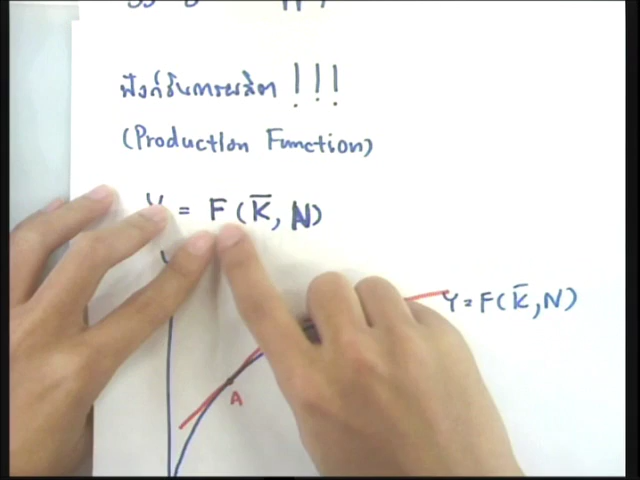 ฟังก์ชันการผลิต !!!
(Production Function)
Y = F(K̅, N)
Y = F(K̅, N)
A